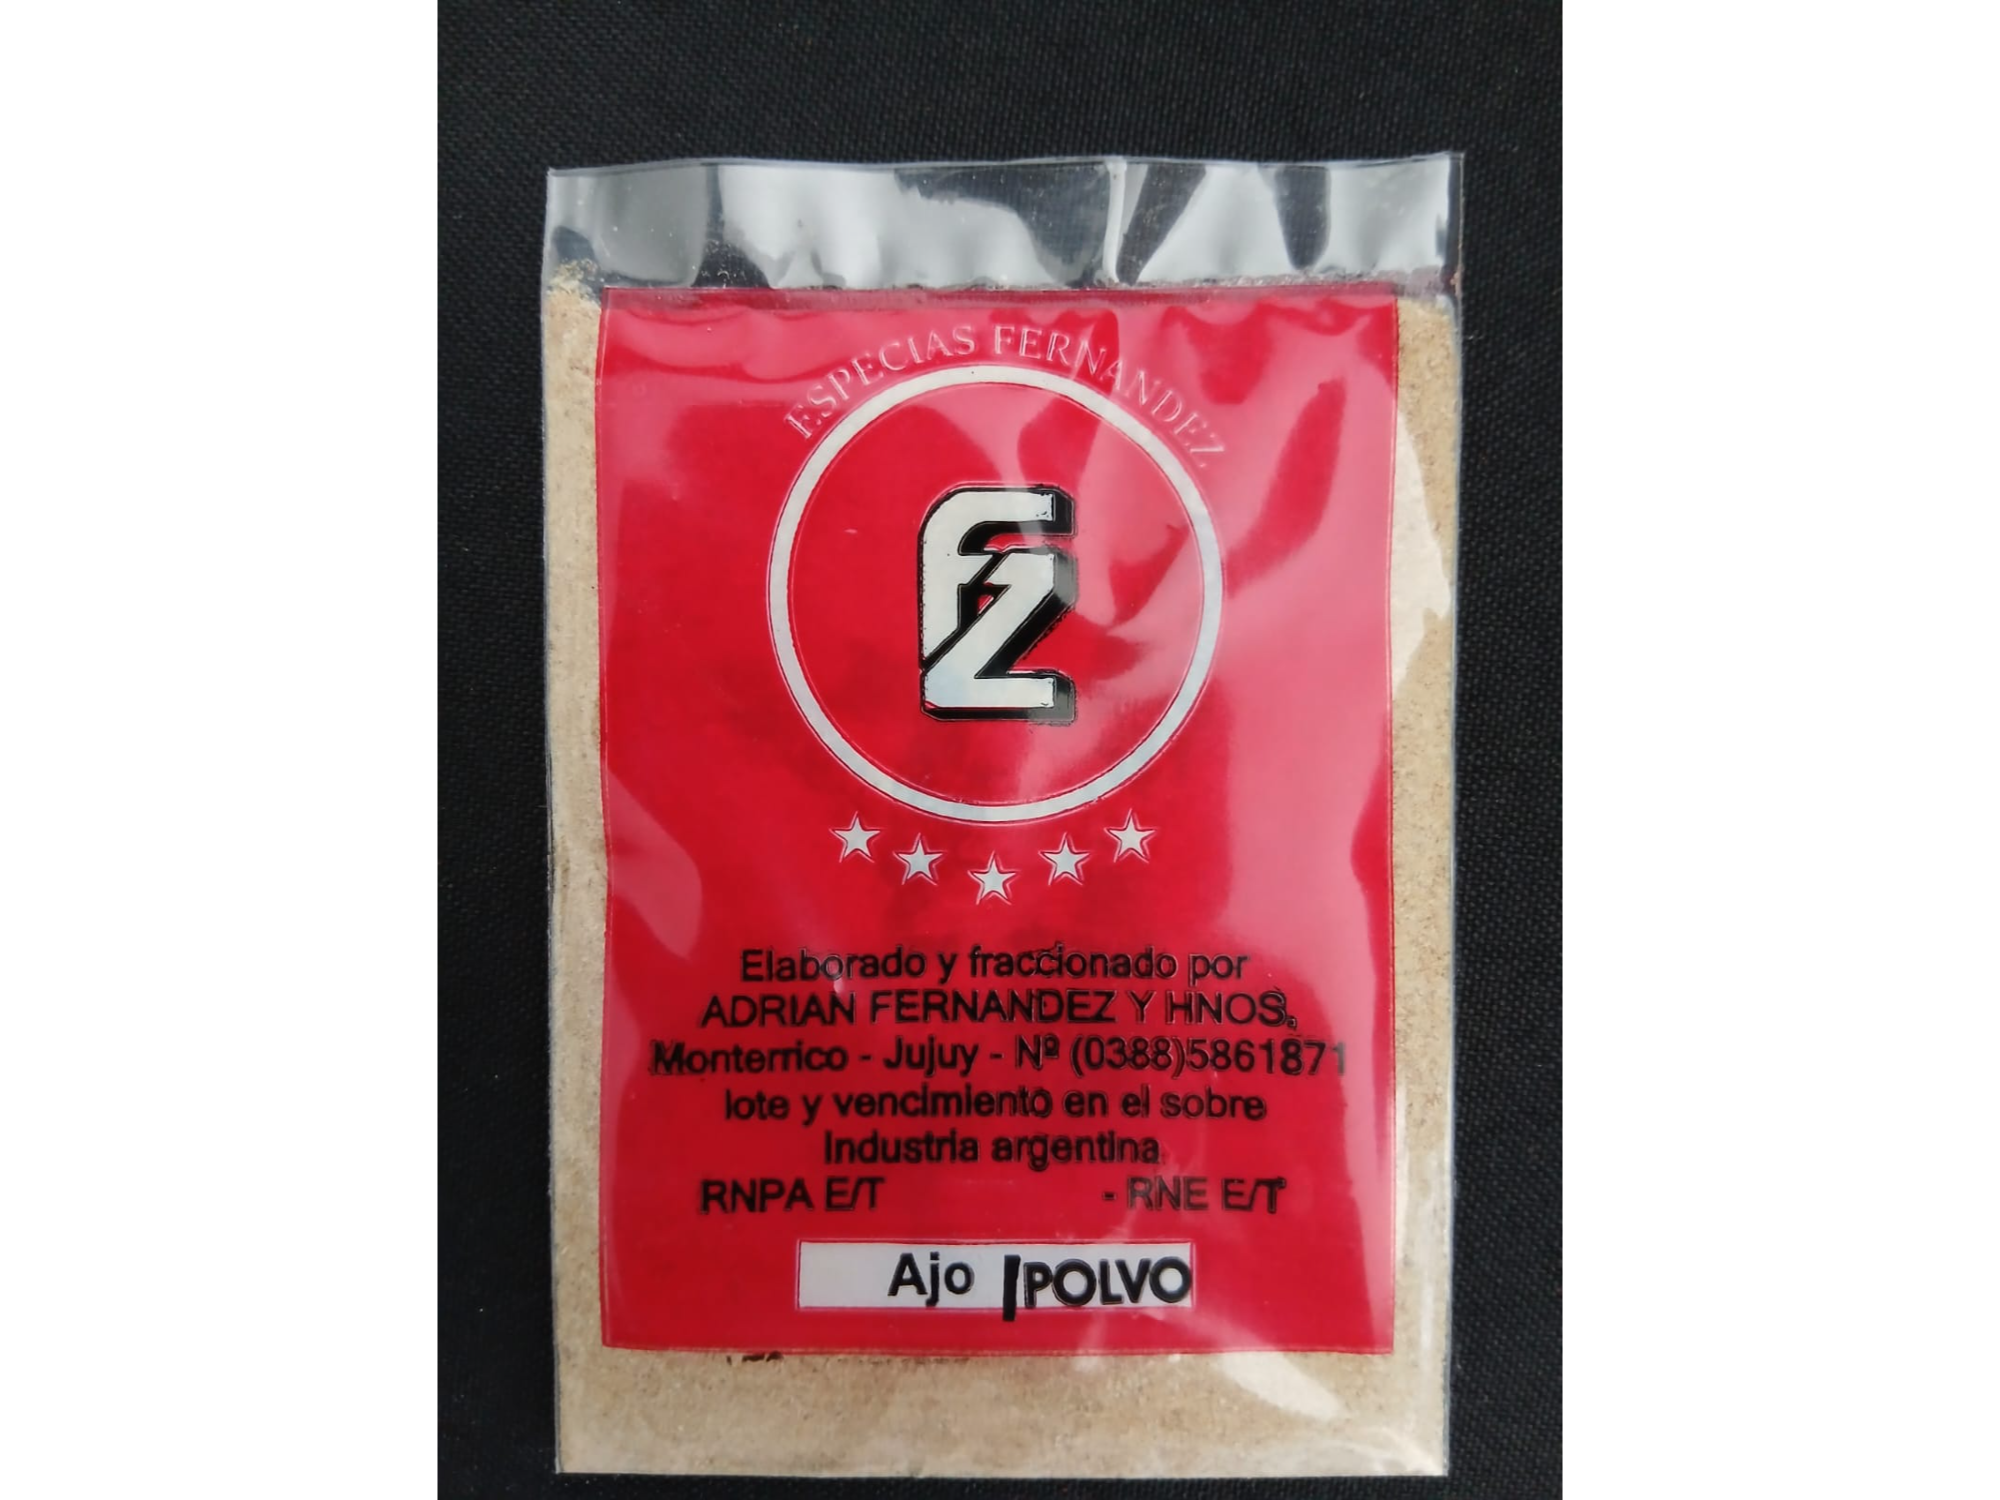 ESPECIAS FERNANDEZ
FZ
Elaborado y fraccionado por
ADRIAN FERNANDEZ Y HNOS.
Monterrico - Jujuy - Nº (0388)5861871
lote y vencimiento en el sobre
Industria argentina
RNPA E/T - RNE E/T
Ajo POLVO